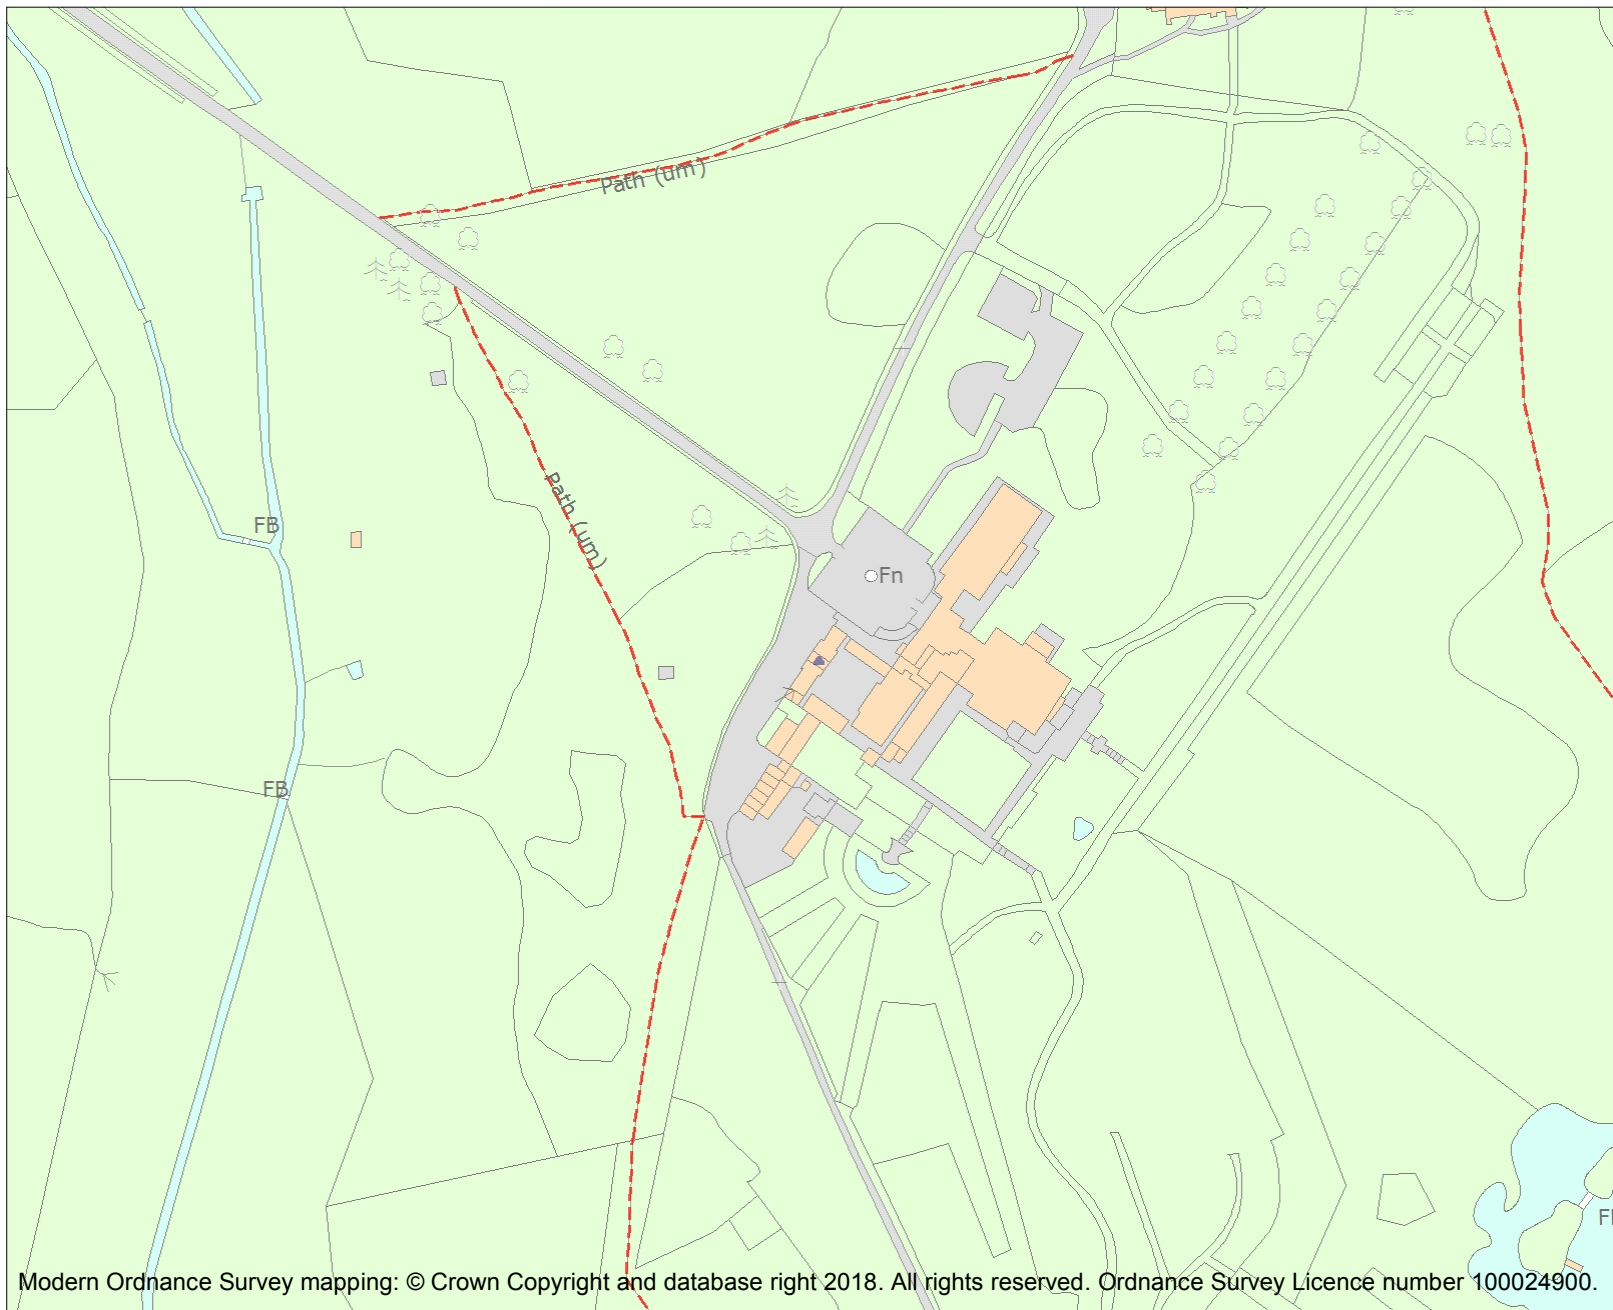 Path (um)
Path (um)
FB
Fn
FB
Modern Ordnance Survey mapping: © Crown Copyright and database right 2018. All rights reserved. Ordnance Survey Licence number 100024900.